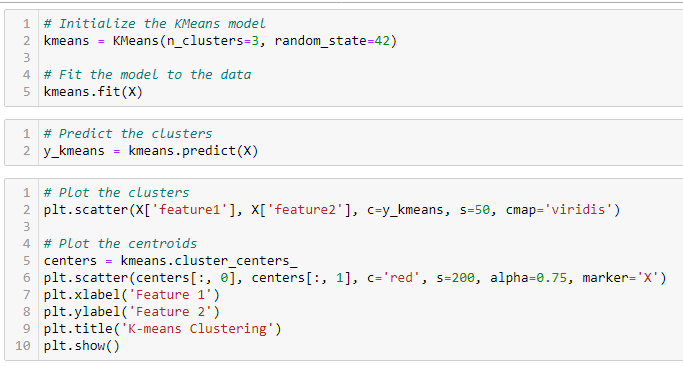 1 # Initialize the KMeans model
2 kmeans = KMeans(n_clusters=3, random_state=42)
3
4 # Fit the model to the data
5 kmeans.fit(X)
1 # Predict the clusters
2 y_kmeans = kmeans.predict(X)
1 # Plot the clusters
2 plt.scatter(X['feature1'], X['feature2'], c=y_kmeans, s=50, cmap='viridis')
3
4 # Plot the centroids
5 centers = kmeans.cluster_centers_
6 plt.scatter(centers[:, 0], centers[:, 1], c='red', s=200, alpha=0.75, marker='X')
7 plt.xlabel('Feature 1')
8 plt.ylabel('Feature 2')
9 plt.title('K-means Clustering')
10 plt.show()